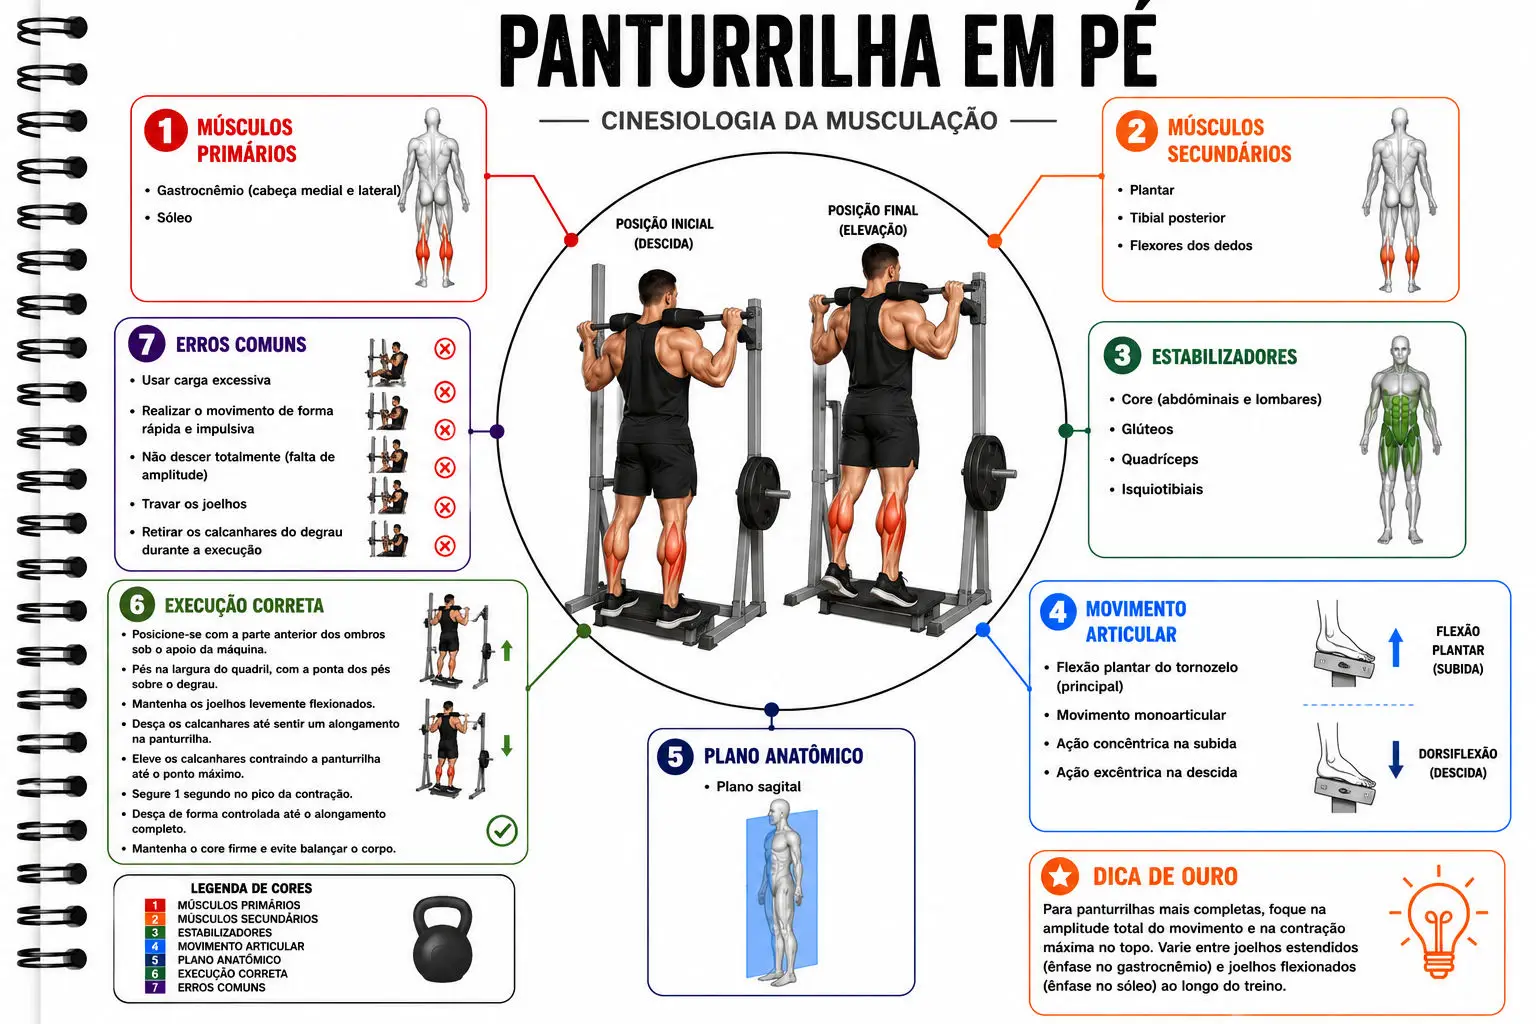 PANTURRILHA EM PÉ
CINESIOLOGIA DA MUSCULAÇÃO
1
MÚSCULOS
PRIMÁRIOS
• Gastrocnêmio (cabeça medial e lateral)
• Sóleo
2
MÚSCULOS
SECUNDÁRIOS
• Plantar
• Tibial posterior
• Flexores dos dedos
POSIÇÃO INICIAL
(DESCIDA)
POSIÇÃO FINAL
(ELEVAÇÃO)
7
ERROS COMUNS
• Usar carga excessiva
• Realizar o movimento de forma
rápida e impulsiva
• Não descer totalmente (falta de
amplitude)
• Travar os joelhos
• Retirar os calcanhares do degrau
durante a execução
3
ESTABILIZADORES
• Core (abdóminais e lombares)
• Glúteos
• Quadríceps
• Isquiotibiais
6
EXECUÇÃO CORRETA
• Posicione-se com a parte anterior dos ombros
sob o apoio da máquina.
• Pés na largura do quadril, com a ponta dos pés
sobre o degrau.
• Mantenha os joelhos levemente flexionados.
• Desça os calcanhares até sentir um alongamento
na panturrilha.
• Eleve os calcanhares contraindo a panturrilha
até o ponto máximo.
• Segure 1 segundo no pico da contração.
• Desça de forma controlada até o alongamento
completo.
• Mantenha o core firme e evite balançar o corpo.
4
MOVIMENTO
ARTICULAR
• Flexão plantar do tornozelo
(principal)
• Movimento monoarticular
• Ação concêntrica na subida
• Ação excêntrica na descida
FLEXÃO
PLANTAR
(SUBIDA)
DORSIFLEXÃO
(DESCIDA)
5
PLANO ANATÔMICO
• Plano sagital
LEGENDA DE CORES
1 MÚSCULOS PRIMÁRIOS
2 MÚSCULOS SECUNDÁRIOS
3 ESTABILIZADORES
4 MOVIMENTO ARTICULAR
5 PLANO ANATÔMICO
6 EXECUÇÃO CORRETA
7 ERROS COMUNS
DICA DE OURO
Para panturrilhas mais completas, foque na
amplitude total do movimento e na contração
máxima no topo. Varie entre joelhos estendidos
(ênfase no gastrocnêmio) e joelhos flexionados
(ênfase no sóleo) ao longo do treino.